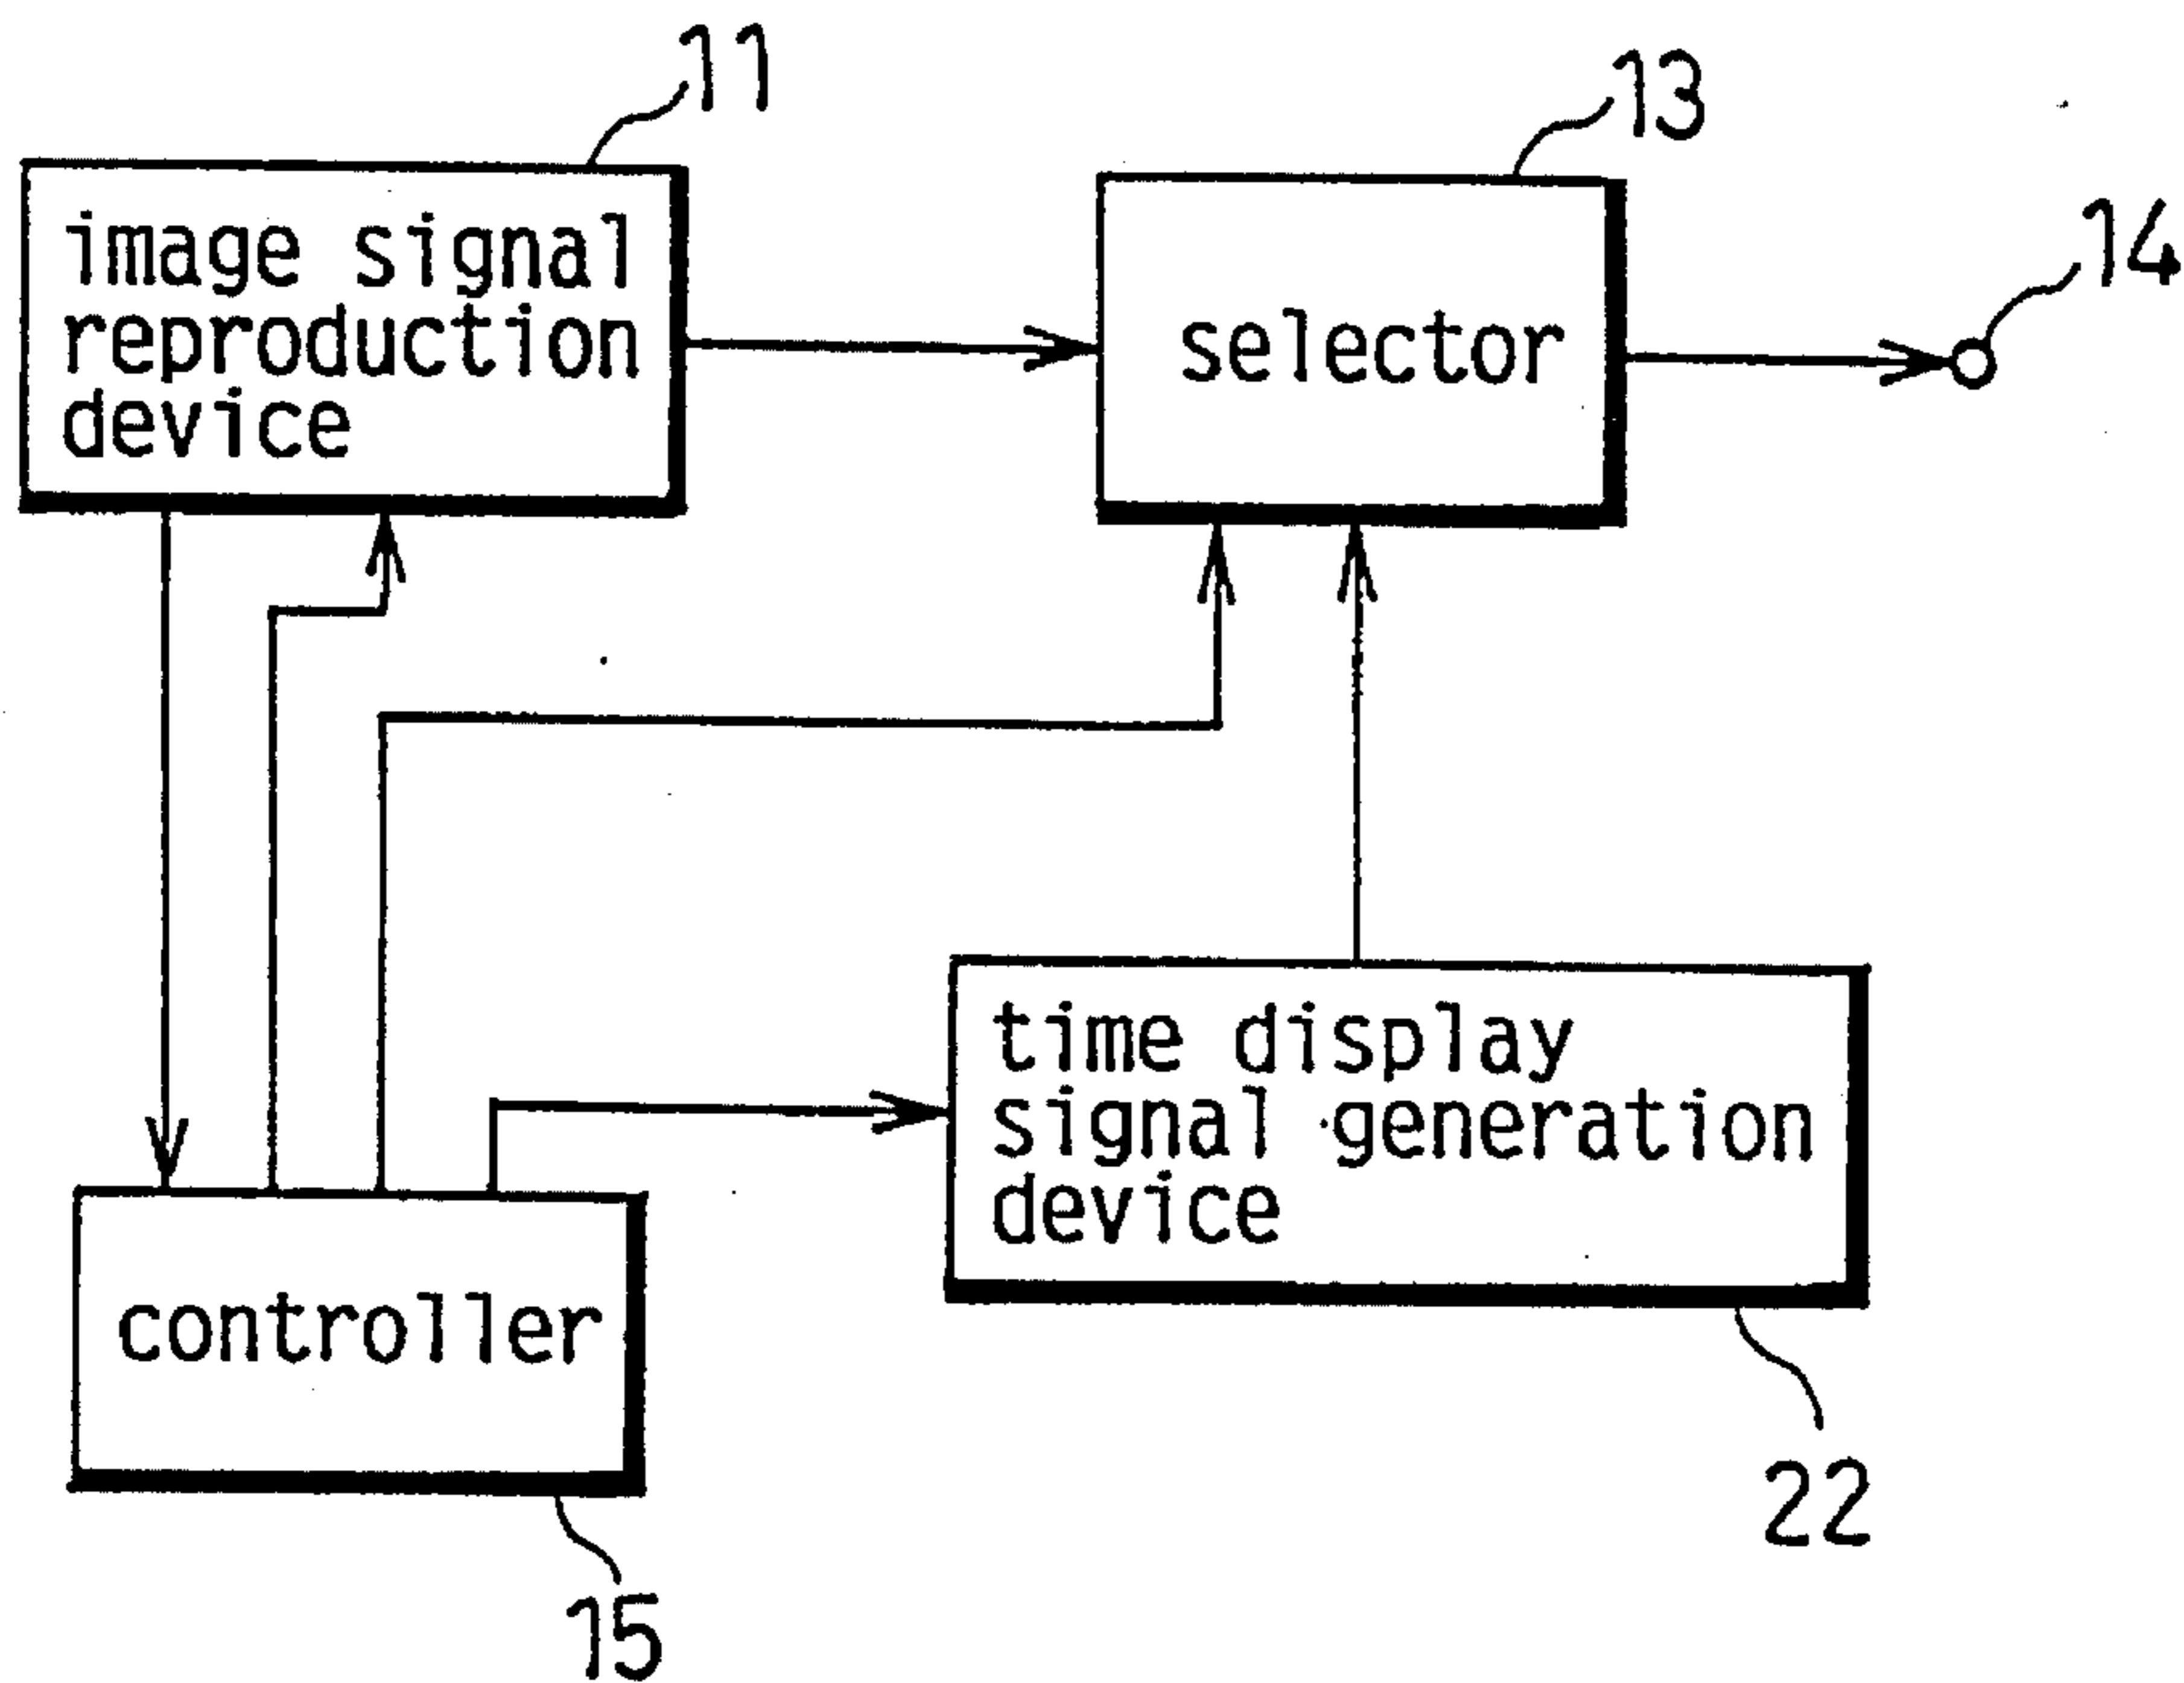 11
13
14
image signal
reproduction
device
selector
time display
signal generation
device
controller
22
15